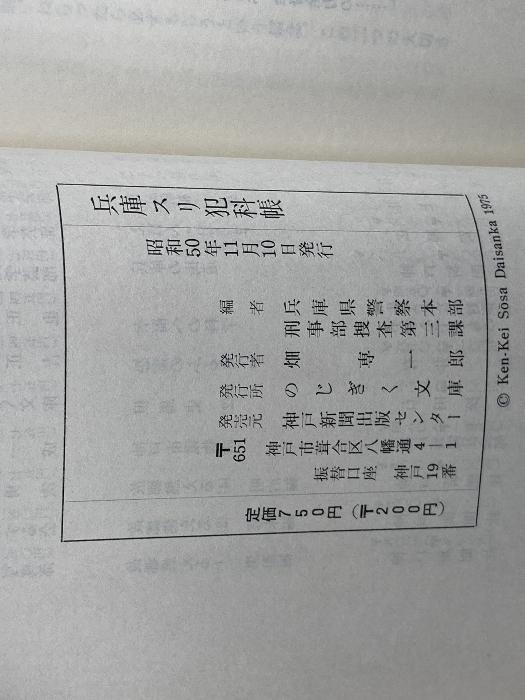 兵庫スリ犯科帳
昭和50年11月10日発行
編者 兵庫県警察本部
刑事部捜査第三課
発行者 畑専一郎
発行所 のじぎく文庫
発売元 神戸新聞出版センター
〒651 神戸市葺合区八幡通4―1
振替口座 神戸19番
定価750円(〒200円)
© Ken-Kei Sosa Daisanka 1975